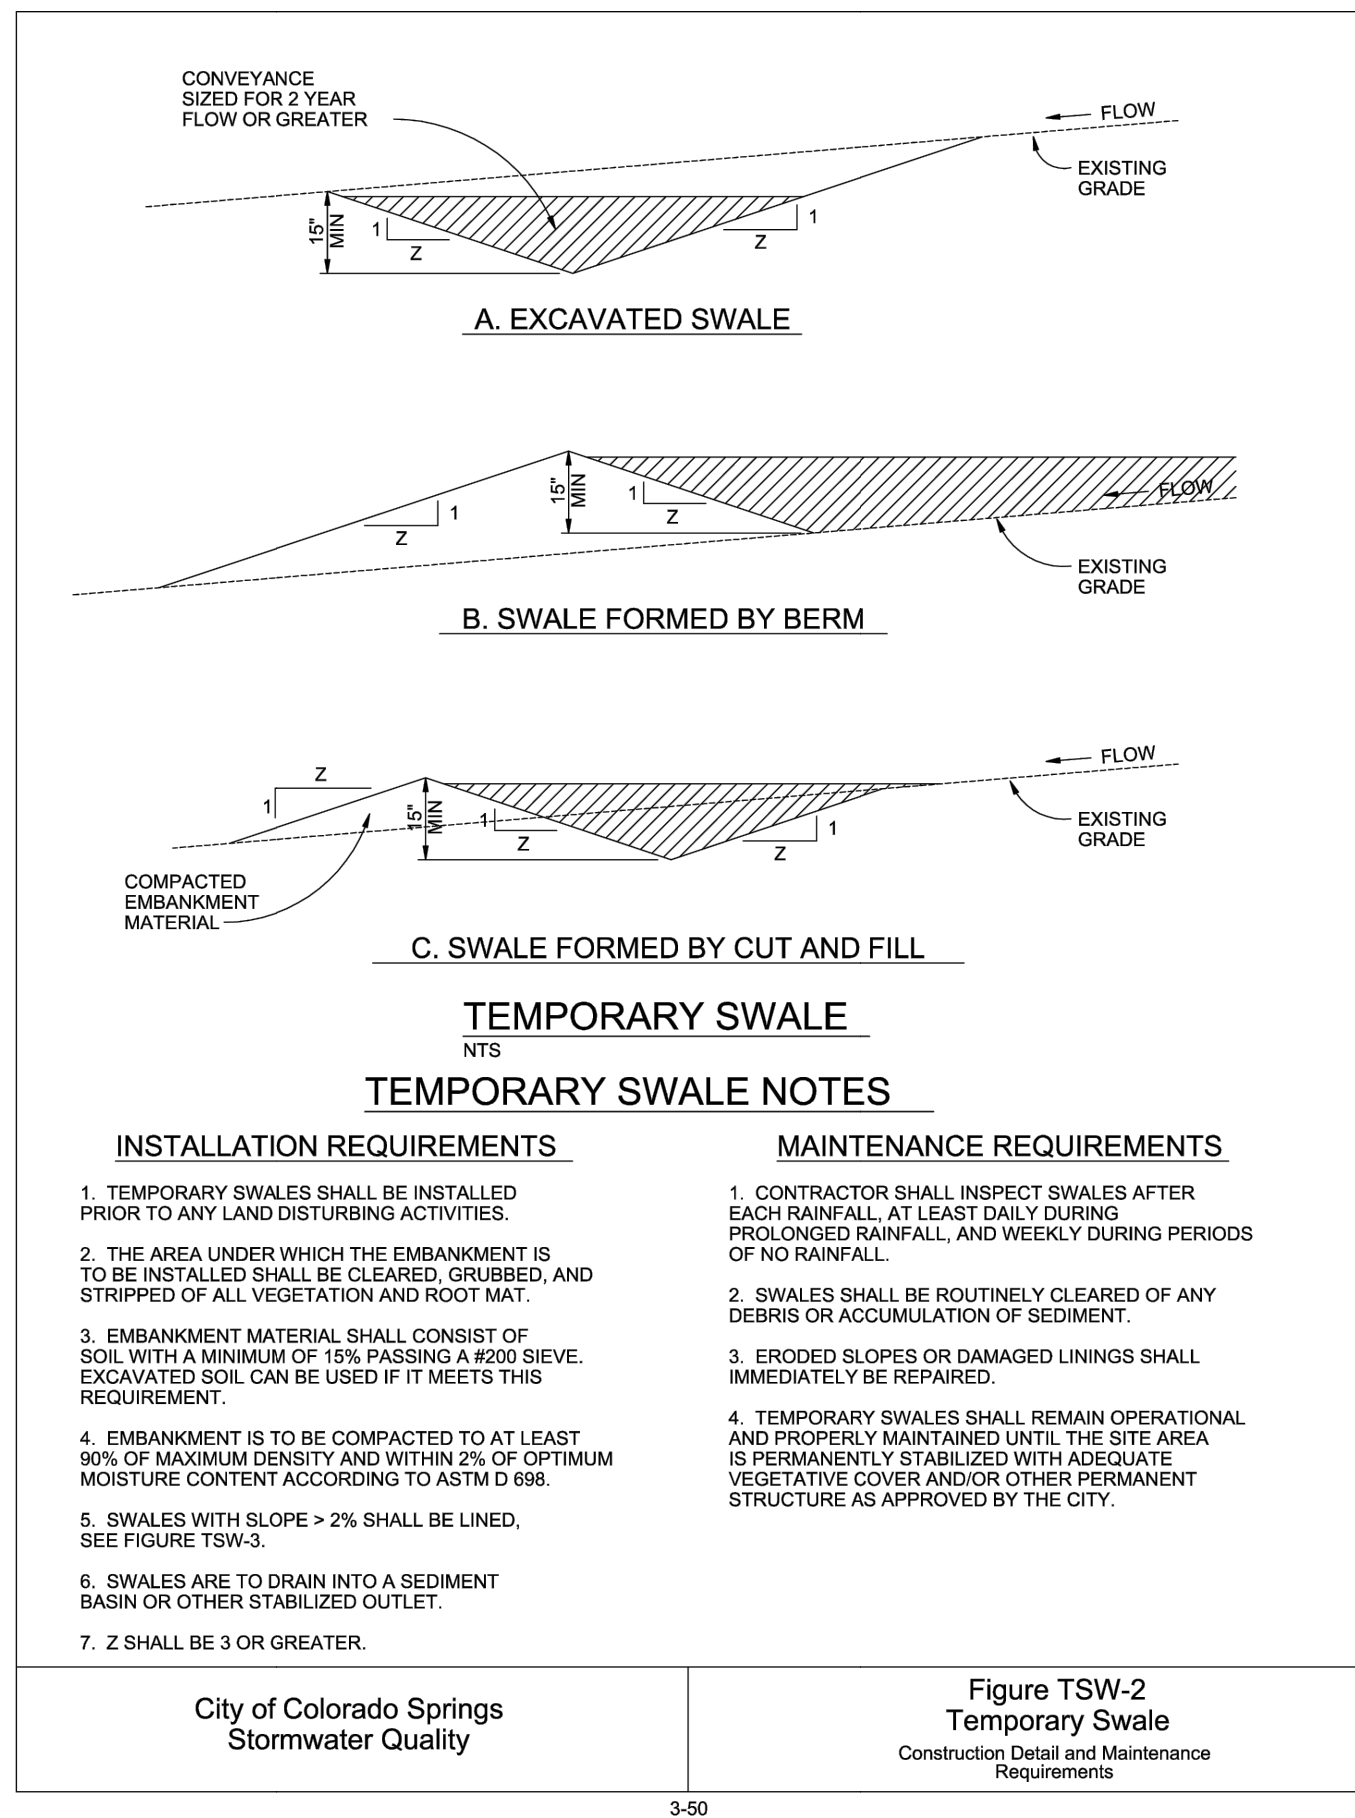 CONVEYANCE
SIZED FOR 2 YEAR
FLOW OR GREATER
FLOW
EXISTING
GRADE
15"
MIN
1
Z
1
Z
A. EXCAVATED SWALE
1
Z
15"
MIN
1
Z
FLOW
EXISTING
GRADE
B. SWALE FORMED BY BERM
Z
1
15"
MIN
1
Z
1
Z
FLOW
EXISTING
GRADE
COMPACTED
EMBANKMENT
MATERIAL
C. SWALE FORMED BY CUT AND FILL
TEMPORARY SWALE
NTS
TEMPORARY SWALE NOTES
INSTALLATION REQUIREMENTS
1. TEMPORARY SWALES SHALL BE INSTALLED
PRIOR TO ANY LAND DISTURBING ACTIVITIES.
2. THE AREA UNDER WHICH THE EMBANKMENT IS
TO BE INSTALLED SHALL BE CLEARED, GRUBBED, AND
STRIPPED OF ALL VEGETATION AND ROOT MAT.
3. EMBANKMENT MATERIAL SHALL CONSIST OF
SOIL WITH A MINIMUM OF 15% PASSING A #200 SIEVE.
EXCAVATED SOIL CAN BE USED IF IT MEETS THIS
REQUIREMENT.
4. EMBANKMENT IS TO BE COMPACTED TO AT LEAST
90% OF MAXIMUM DENSITY AND WITHIN 2% OF OPTIMUM
MOISTURE CONTENT ACCORDING TO ASTM D 698.
5. SWALES WITH SLOPE > 2% SHALL BE LINED,
SEE FIGURE TSW-3.
6. SWALES ARE TO DRAIN INTO A SEDIMENT
BASIN OR OTHER STABILIZED OUTLET.
7. Z SHALL BE 3 OR GREATER.
MAINTENANCE REQUIREMENTS
1. CONTRACTOR SHALL INSPECT SWALES AFTER
EACH RAINFALL, AT LEAST DAILY DURING
PROLONGED RAINFALL, AND WEEKLY DURING PERIODS
OF NO RAINFALL.
2. SWALES SHALL BE ROUTINELY CLEARED OF ANY
DEBRIS OR ACCUMULATION OF SEDIMENT.
3. ERODED SLOPES OR DAMAGED LININGS SHALL
IMMEDIATELY BE REPAIRED.
4. TEMPORARY SWALES SHALL REMAIN OPERATIONAL
AND PROPERLY MAINTAINED UNTIL THE SITE AREA
IS PERMANENTLY STABILIZED WITH ADEQUATE
VEGETATIVE COVER AND/OR OTHER PERMANENT
STRUCTURE AS APPROVED BY THE CITY.
City of Colorado Springs
Stormwater Quality
Figure TSW-2
Temporary Swale
Construction Detail and Maintenance
Requirements
3-50